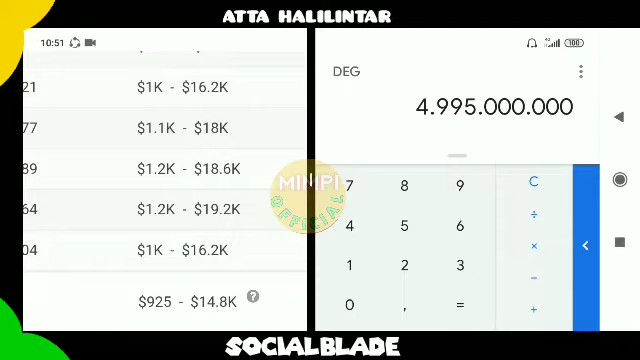 ATTA HALILINTAR
10:51
100
21 $1K - $16.2K
77 $1.1K - $18K
89 $1.2K - $18.6K
64 $1.2K - $19.2K
04 $1K - $16.2K
$925 - $14.8K ?
MINPI
OFFICIAL
DEG
4.995.000.000
7 8 9 C
÷
4 5 6 ×
1 2 3 −
0 , = +
SOCIALBLADE